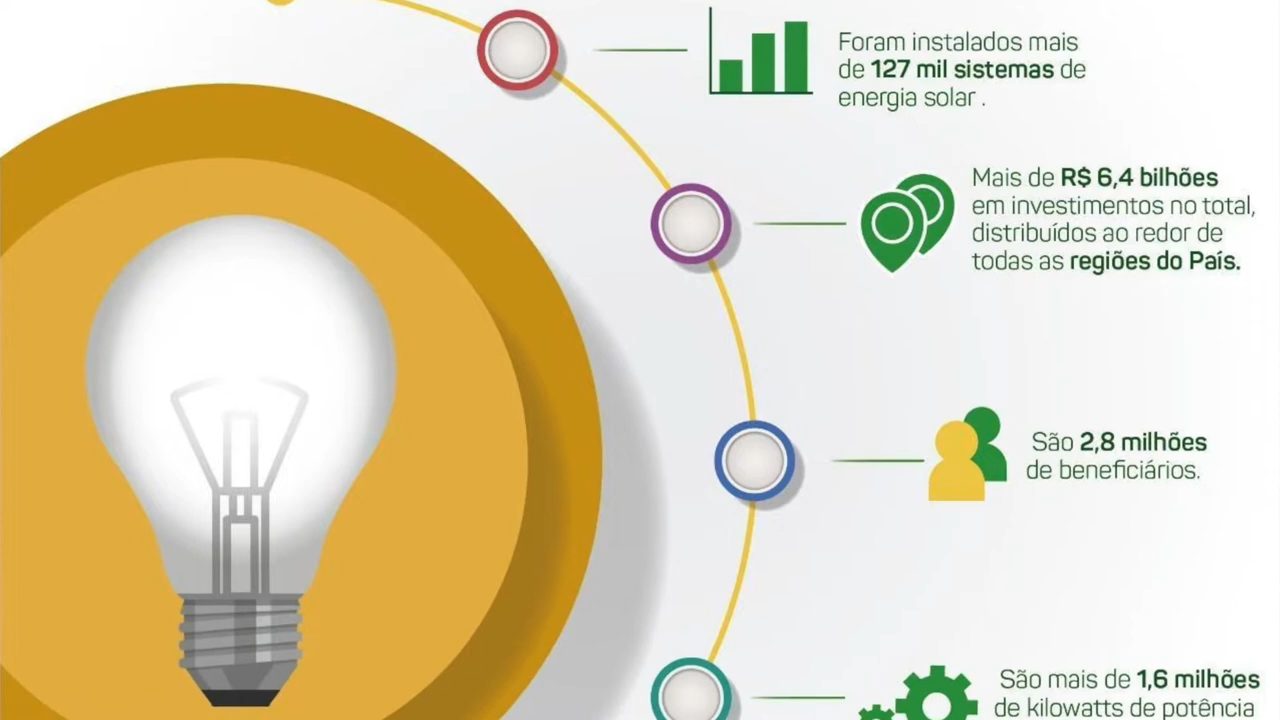 Foram instalados mais
de 127 mil sistemas de
energia solar .
Mais de R$ 6,4 bilhões
em investimentos no total,
distribuídos ao redor de
todas as regiões do País.
São 2,8 milhões
de beneficiários.
São mais de 1,6 milhões
de kilowatts de potência